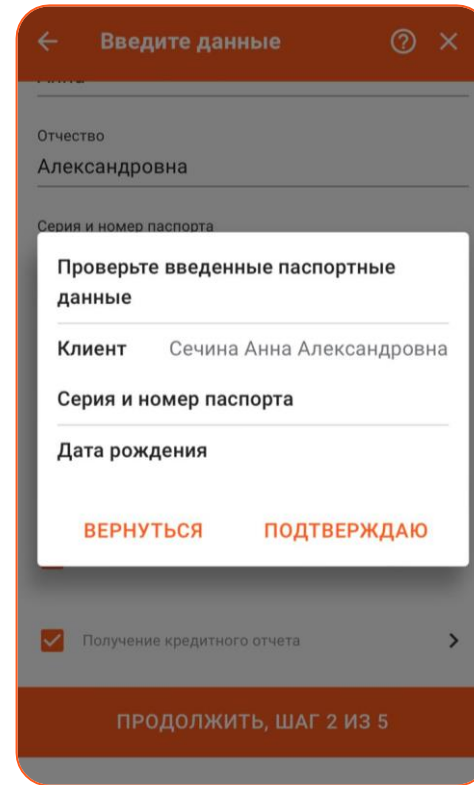 Введите данные
Отчество
Александровна
Серия и номер паспорта
Проверьте введенные паспортные
данные
Клиент Сечина Анна Александровна
Серия и номер паспорта
Дата рождения
ВЕРНУТЬСЯ ПОДТВЕРЖДАЮ
Получение кредитного отчета
ПРОДОЛЖИТЬ, ШАГ 2 ИЗ 5